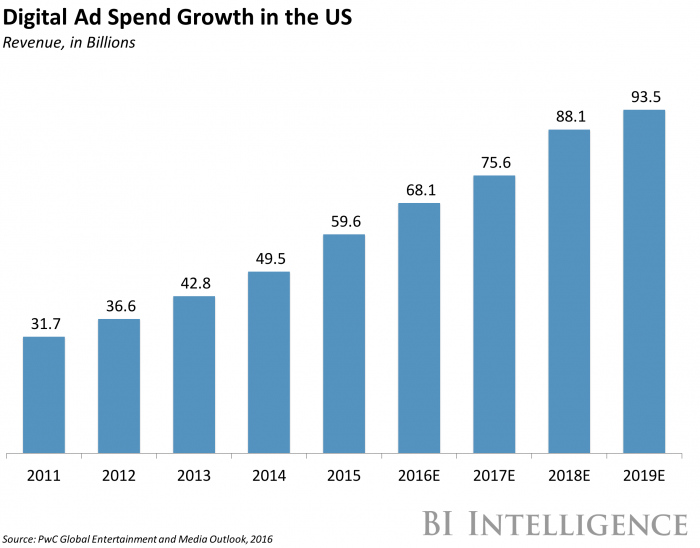 Digital Ad Spend Growth in the US
Revenue, in Billions
31.7
36.6
42.8
49.5
59.6
68.1
75.6
88.1
93.5
2011 2012 2013 2014 2015 2016E 2017E 2018E 2019E
BI INTELLIGENCE
Source: PwC Global Entertainment and Media Outlook, 2016